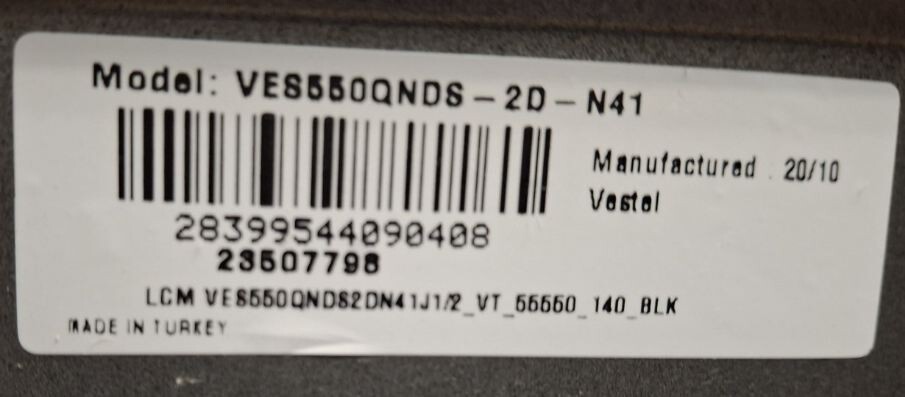 Model: VES550QNDS - 2D - N41
Manufactured : 20/10
Vestel
28399544090408
23507798
LCM VES550QNDS2DN41J1/2_VT_55550_140_BLK
MADE IN TURKEY